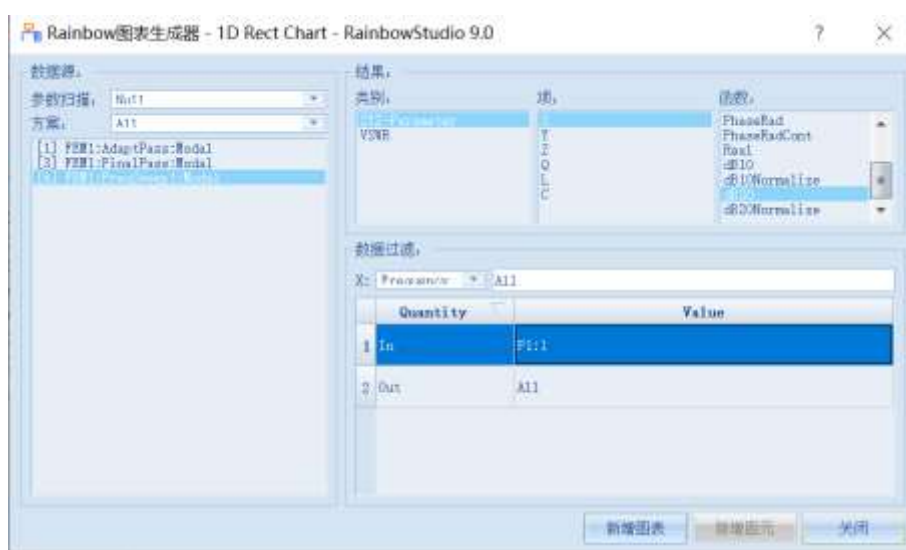 Rainbow图表生成器 - 1D Rect Chart - RainbowStudio 9.0
? ×
数据源:
参数扫描: Null
方案: All
[1] FEM1:AdaptPass:Modal
[3] FEM1:FinalPass:Modal
结果:
类别:
VSWR
项:
Y
Z
Q
L
C
函数:
PhaseRad
PhaseRadCont
Real
dB10
dB10Normalize
dB20
dB20Normalize
数据过滤:
X: Frequency All
Quantity Value
1 In P1:1
2 Out All
新增图表 新增图元 关闭